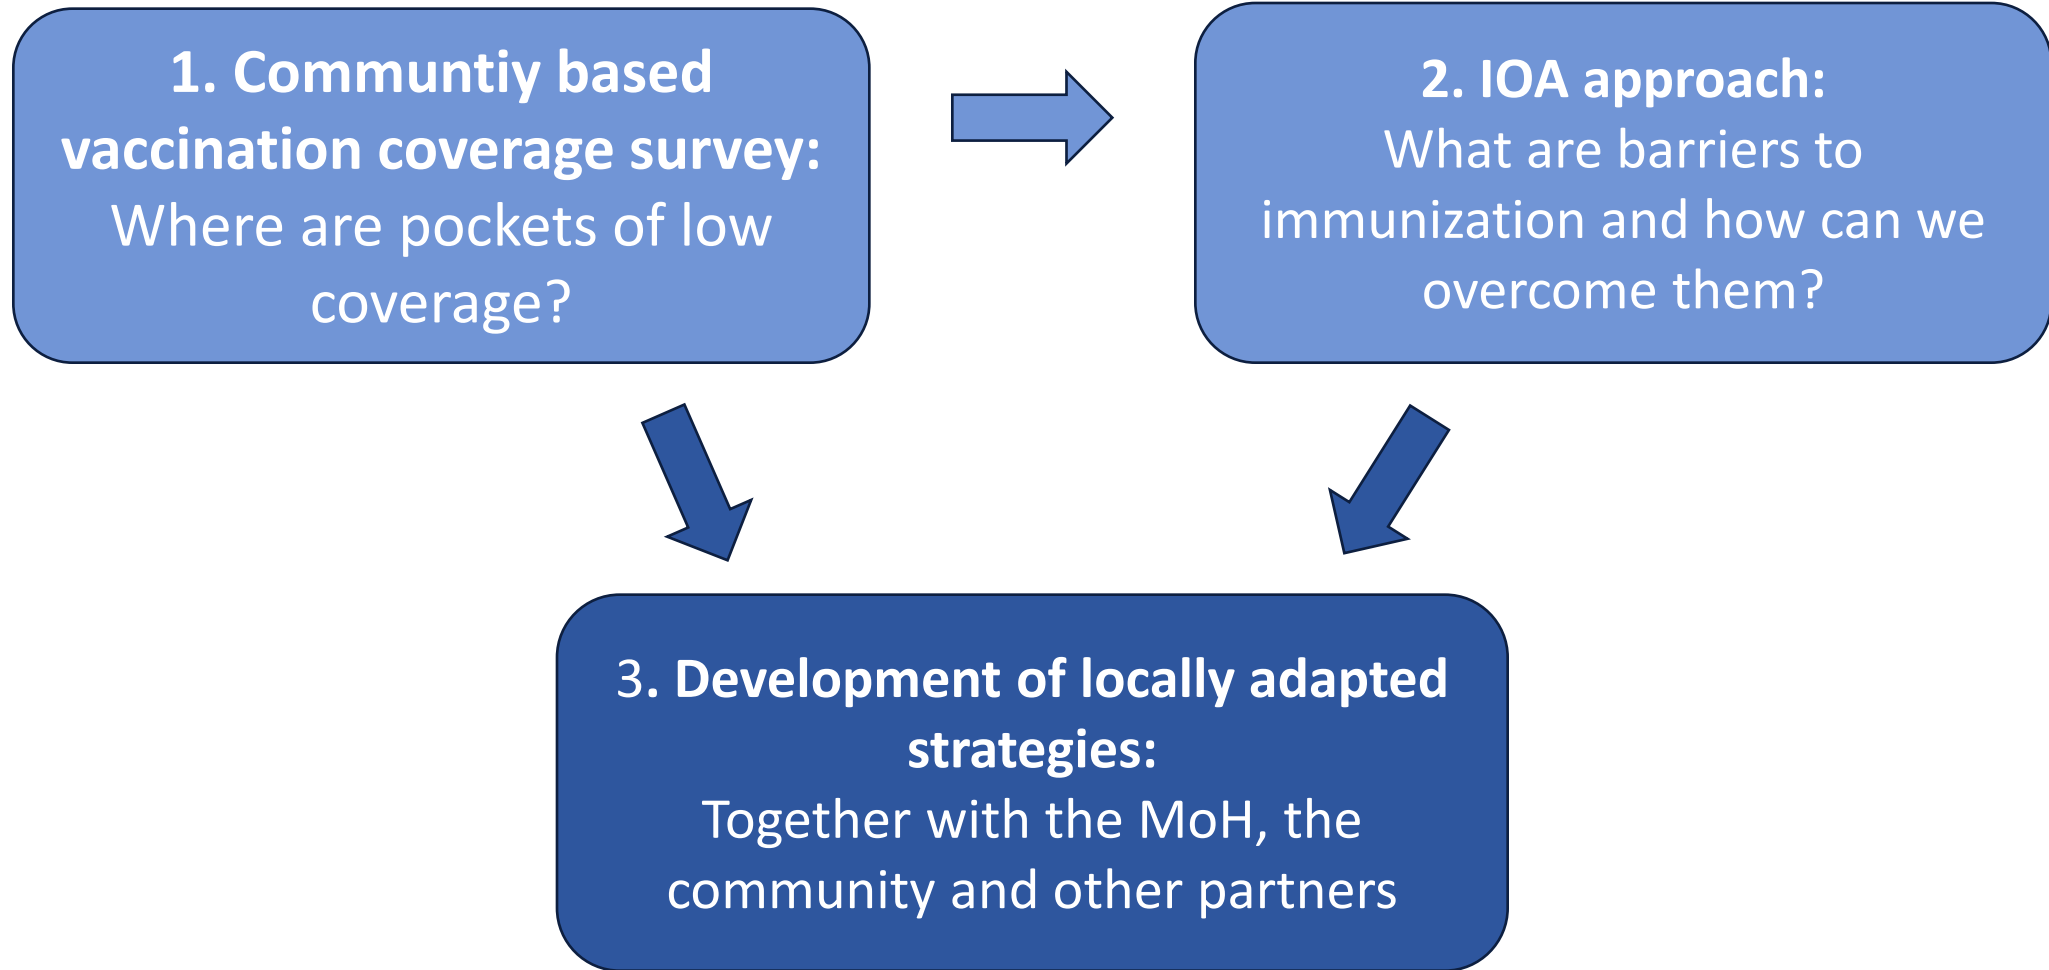 1. Communtiy based
vaccination coverage survey:
Where are pockets of low
coverage?
2. IOA approach:
What are barriers to
immunization and how can we
overcome them?
3. Development of locally adapted
strategies:
Together with the MoH, the
community and other partners